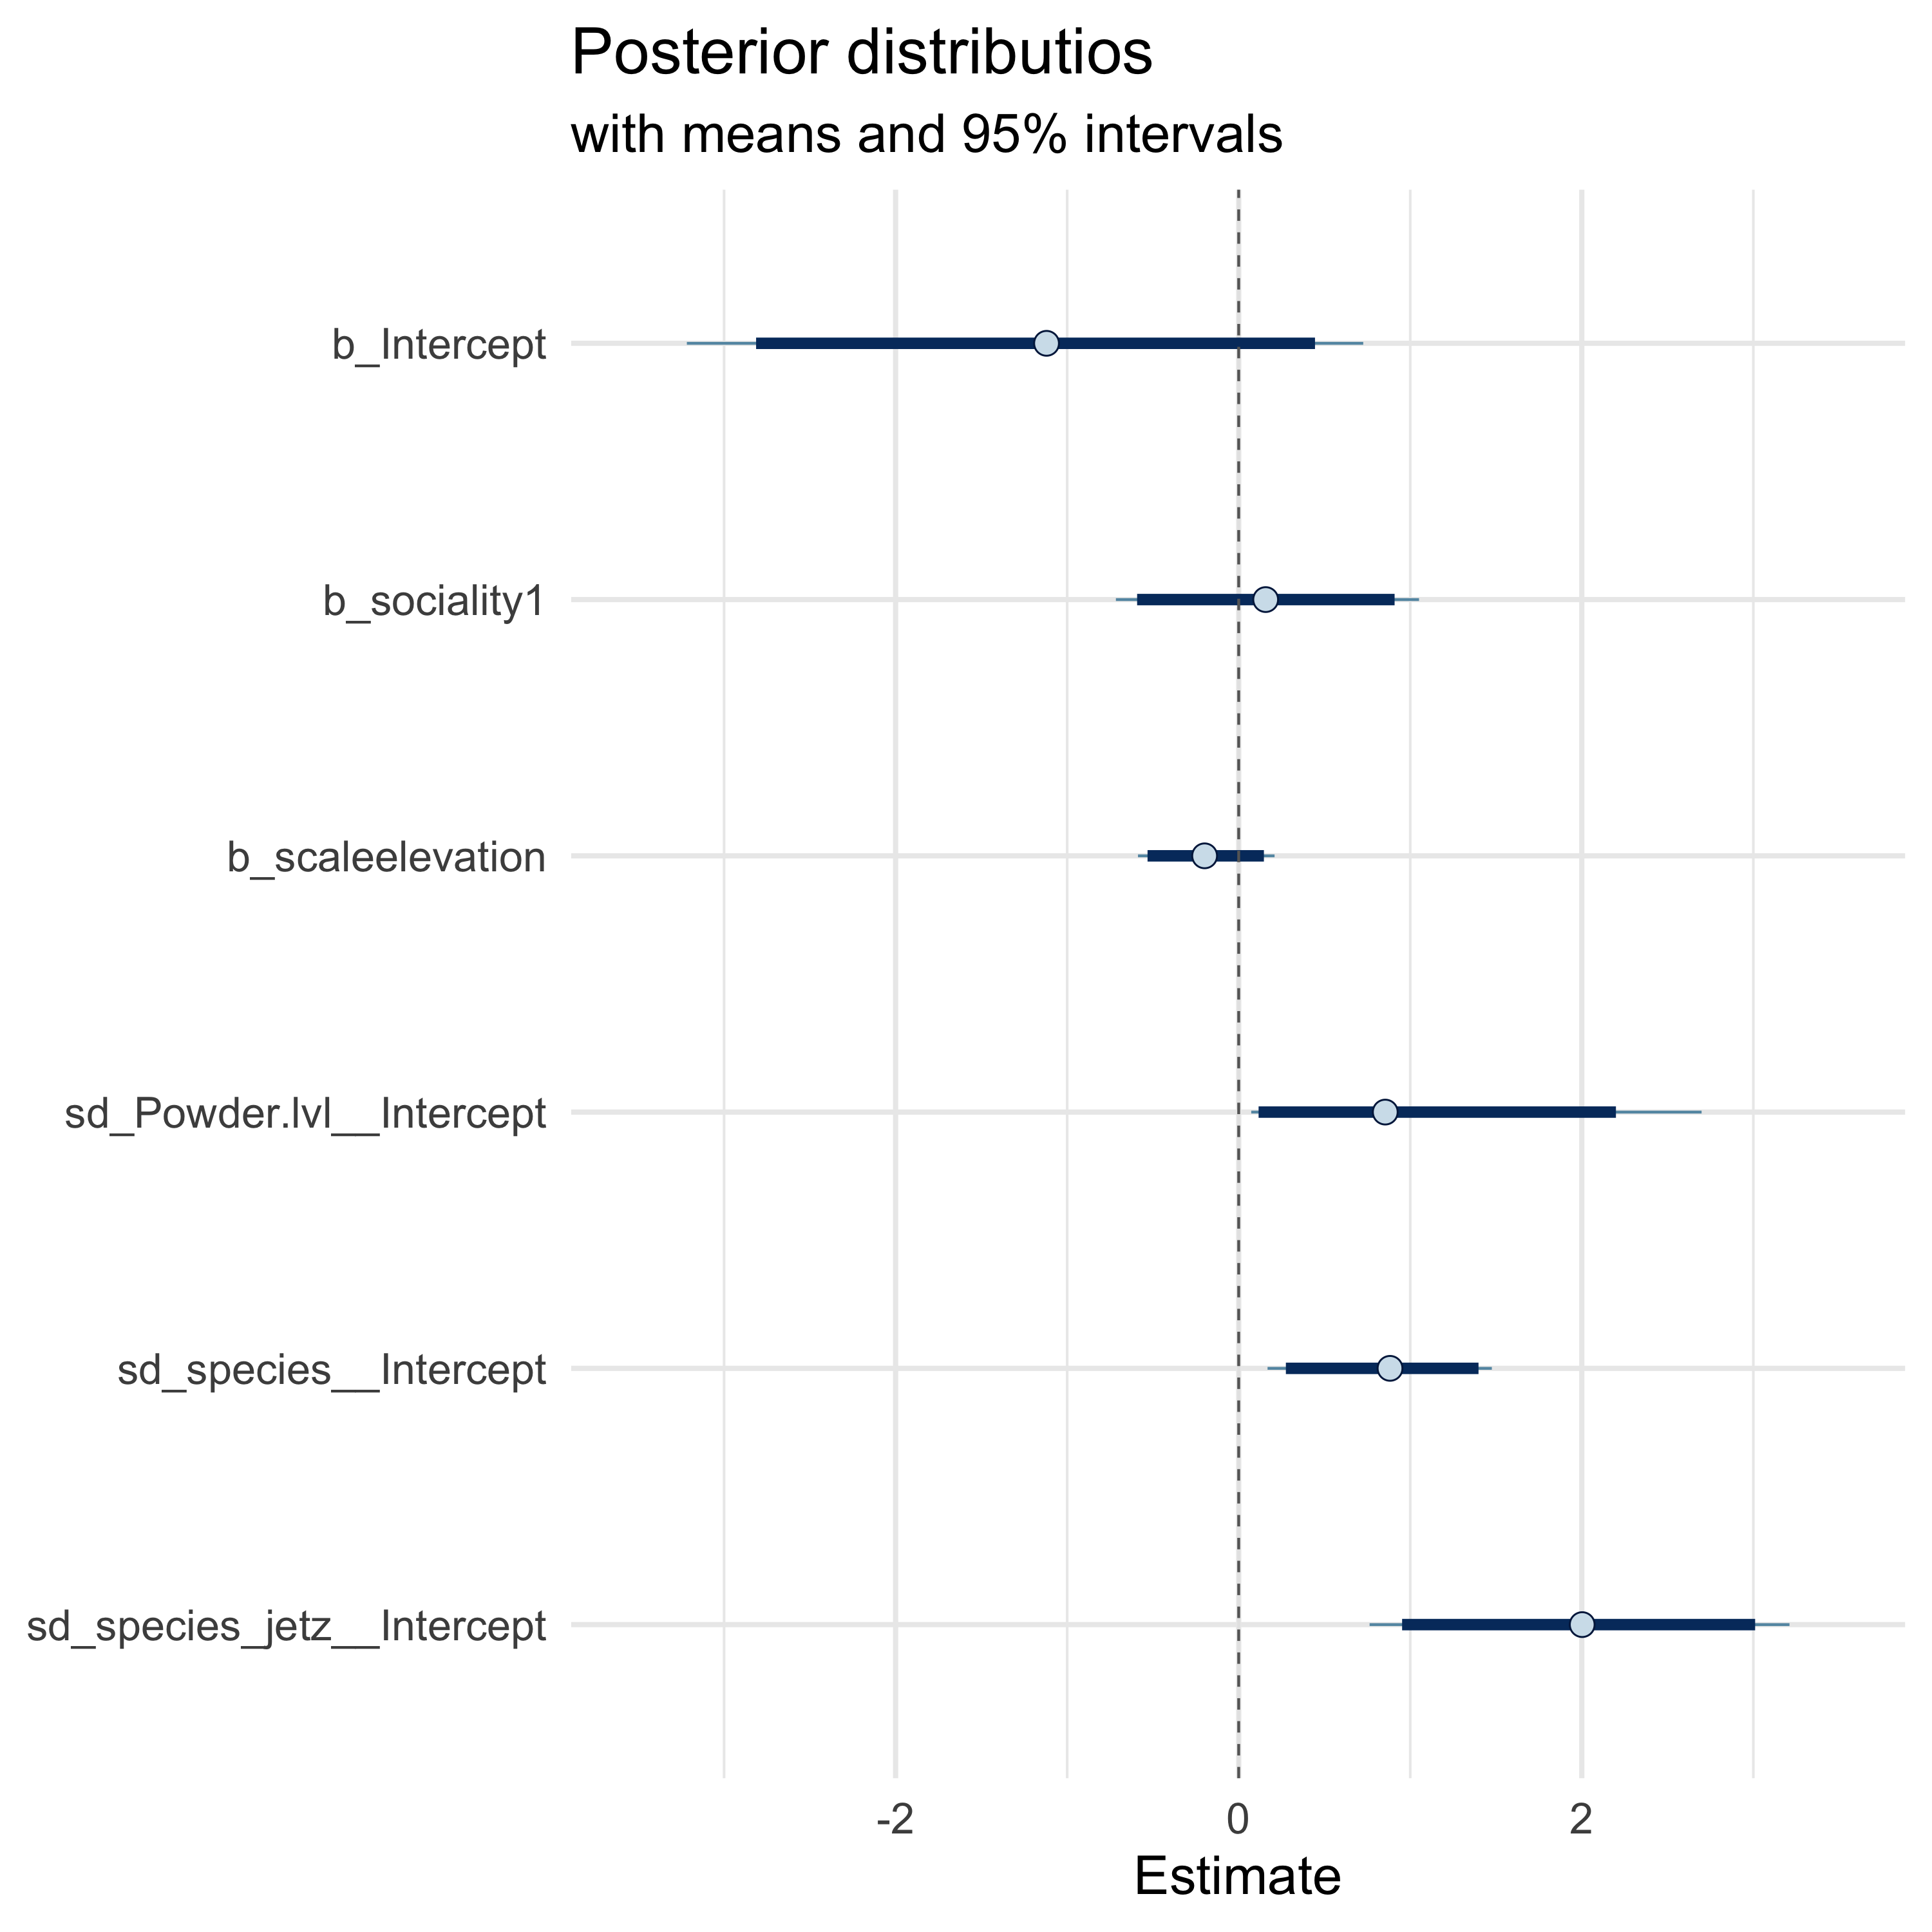 Posterior distributios
with means and 95% intervals
b_Intercept
b_sociality1
b_scaleelevation
sd_Powder.lvl__Intercept
sd_species__Intercept
sd_species_jetz__Intercept
-2 0 2
Estimate